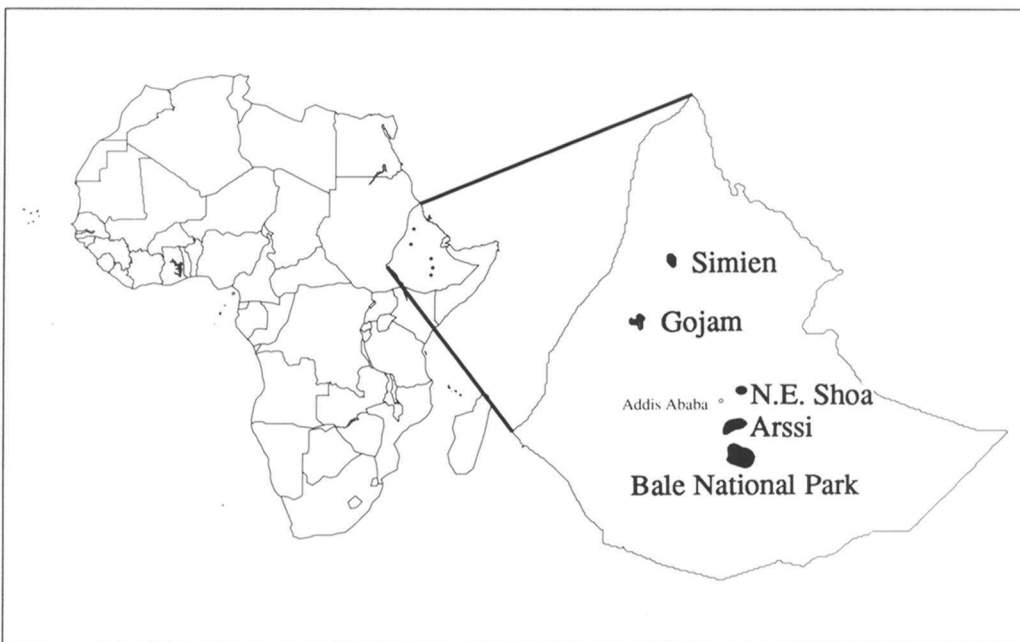 Simien
Gojam
N.E. Shoa
Addis Ababa
Arssi
Bale National Park